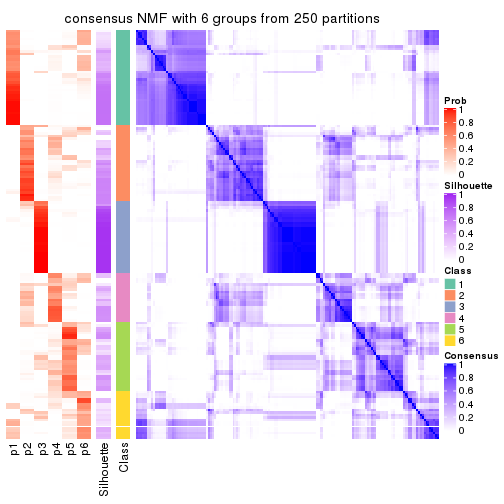 consensus NMF with 6 groups from 250 partitions
Prob
1
0.8
0.6
0.4
0.2
0
Silhouette
1
0.8
0.6
0.4
0.2
0
Class
1
2
3
4
5
6
Consensus
1
0.8
0.6
0.4
0.2
0
p1
p2
p3
p4
p5
p6
Silhouette
Class